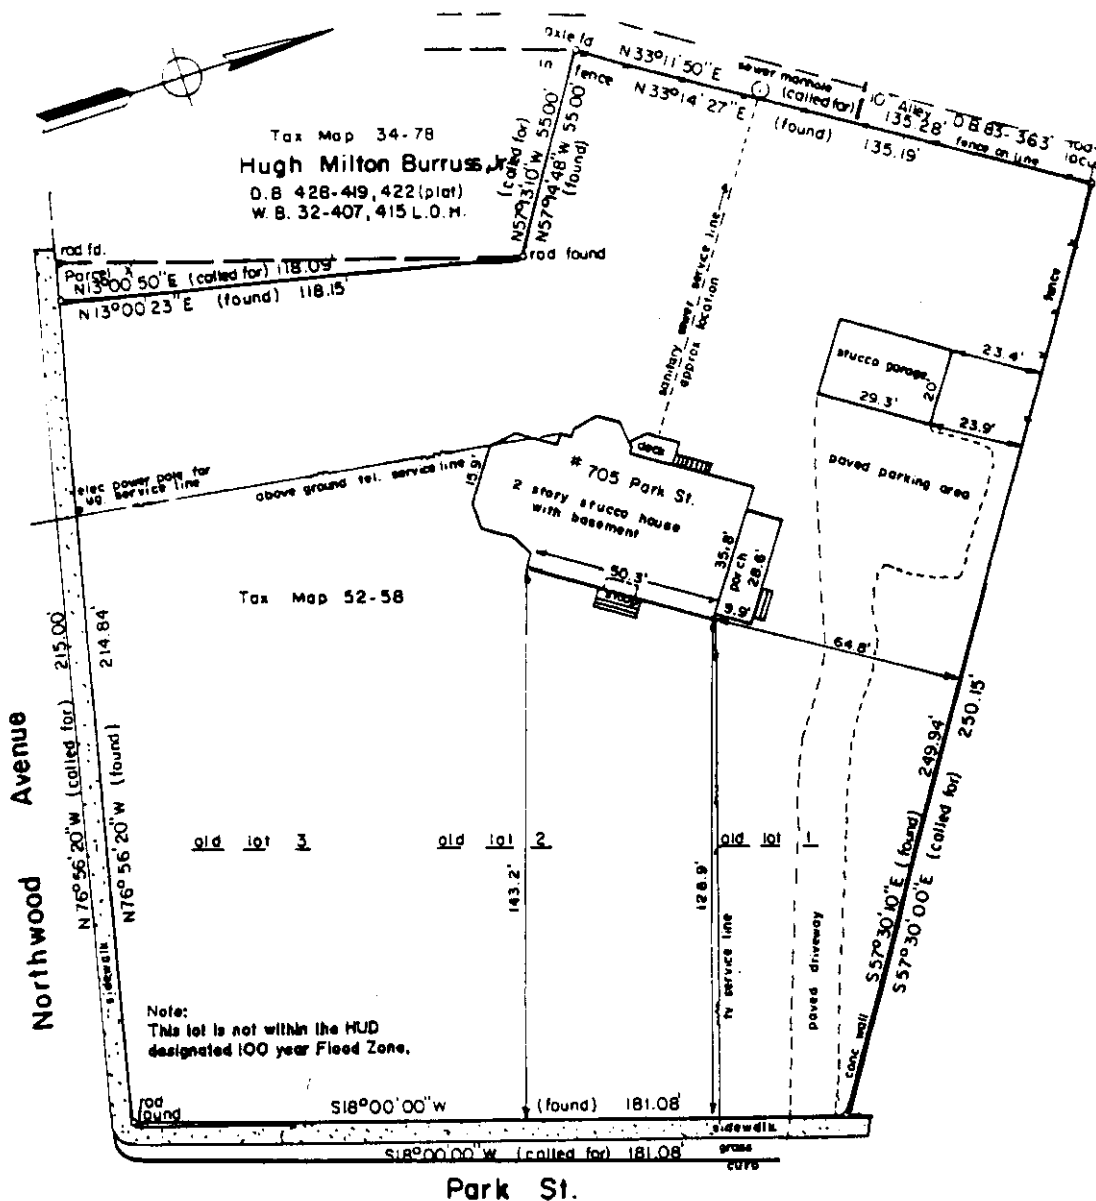 axle fd.
in
fence
N 33° 11' 50" E
N 33° 14' 27" E
(found)
sewer manhole
(called for)
10' Alley, D.B. 83-363
135.28'
135.19'
fence on line
Tax Map 34-78
Hugh Milton Burruss, Jr.
D.B. 428-419, 422 (plat)
W.B. 32-407, 415 L.O.H.
N57° 13' 10" W 55.00'
(called for)
N57° 14' 48" W 55.00'
(found)
rod fd.
rod found
Parcel X
N13° 00' 50" E (called for) 118.09'
N13° 00' 23" E (found) 118.15'
sanitary sewer service line
approx location
fence
stucco garage
23.4'
20'
29.3'
23.9'
paved parking area
elec power pole for
ug. service line
above ground tel. service line
15.9'
deck
# 705 Park St.
2 story stucco house
with basement
50.3'
35.8'
porch
28.6'
9.9'
stoop
64.8'
Tax Map 52-58
Northwood Avenue
N 76° 56' 20" W (called for) 215.00'
N76° 56' 20" W (found) 214.84'
sidewalk
old lot 3
old lot 2
old lot 1
143.2'
128.9'
tv service line
paved driveway
conc wall
S57° 30' 10" E (found) 249.94'
S57° 30' 00" E (called for) 250.15'
Note:
This lot is not within the HUD
designated 100 year Flood Zone.
rod
found
S18° 00' 00" W (found) 181.08'
sidewalk
S18° 00' 00" W (called for) 181.08'
grass
curb
Park St.